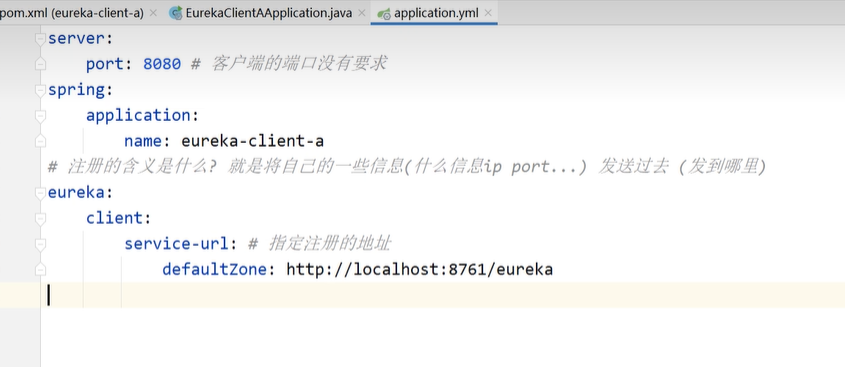 pom.xml (eureka-client-a) × EurekaClientAApplication.java × application.yml ×
server:
port: 8080 # 客户端的端口没有要求
spring:
application:
name: eureka-client-a
# 注册的含义是什么? 就是将自己的一些信息(什么信息ip port...) 发送过去 (发到哪里)
eureka:
client:
service-url: # 指定注册的地址
defaultZone: http://localhost:8761/eureka